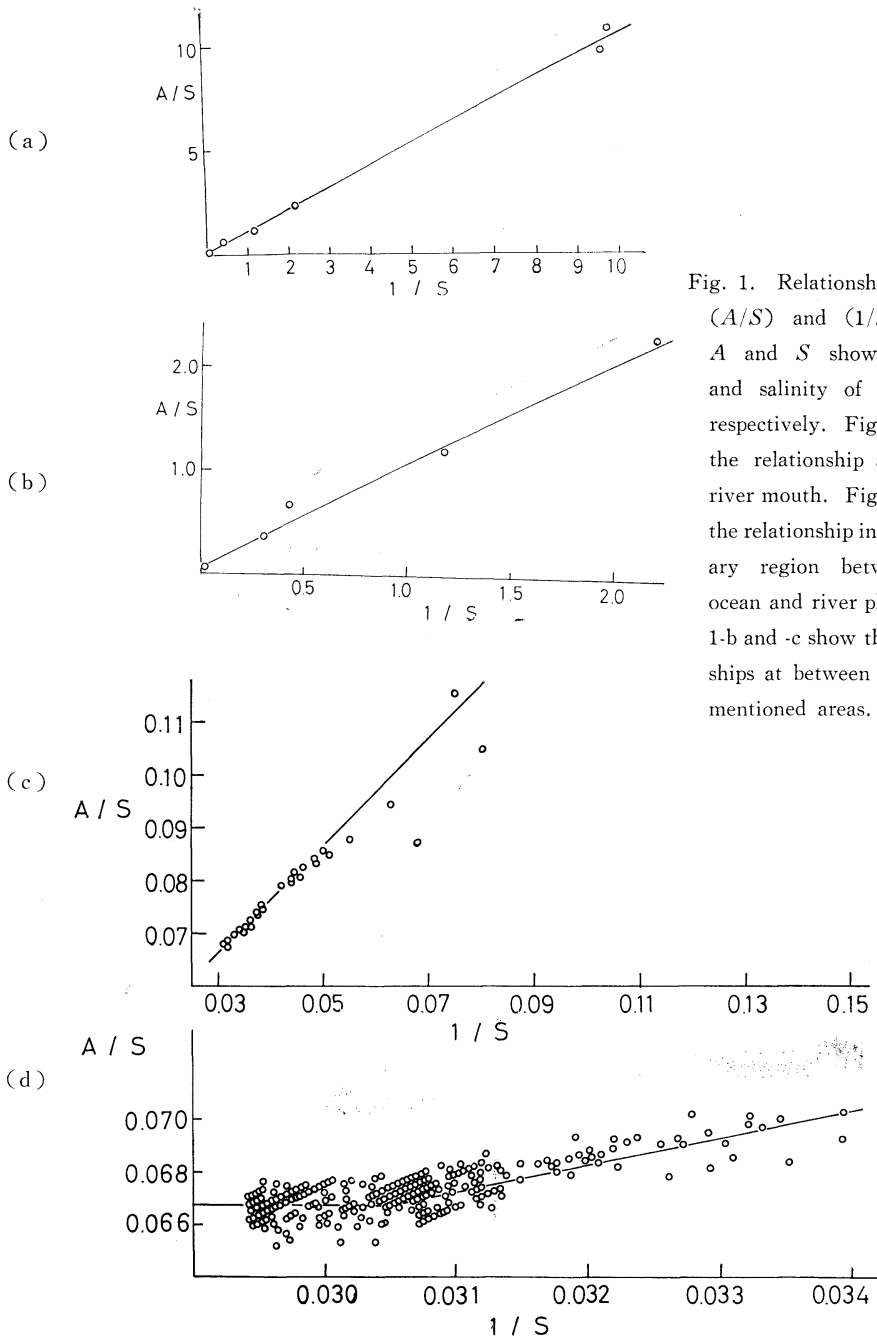 (a)
10
A / S
5
1 2 3 4 5 6 7 8 9 10
1 / S
(b)
2.0
A / S
1.0
0.5 1.0 1.5 2.0
1 / S
Fig. 1. Relationsh
(A/S) and (1/
A and S show
and salinity of
respectively. Fig
the relationship
river mouth. Fig
the relationship in
ary region betv
ocean and river p
1-b and -c show th
ships at between
mentioned areas.
(c)
0.11
0.10
A / S
0.09
0.08
0.07
0.03 0.05 0.07 0.09 0.11 0.13 0.15
1 / S
(d)
A / S
0.070
0.068
0.066
0.030 0.031 0.032 0.033 0.034
1 / S